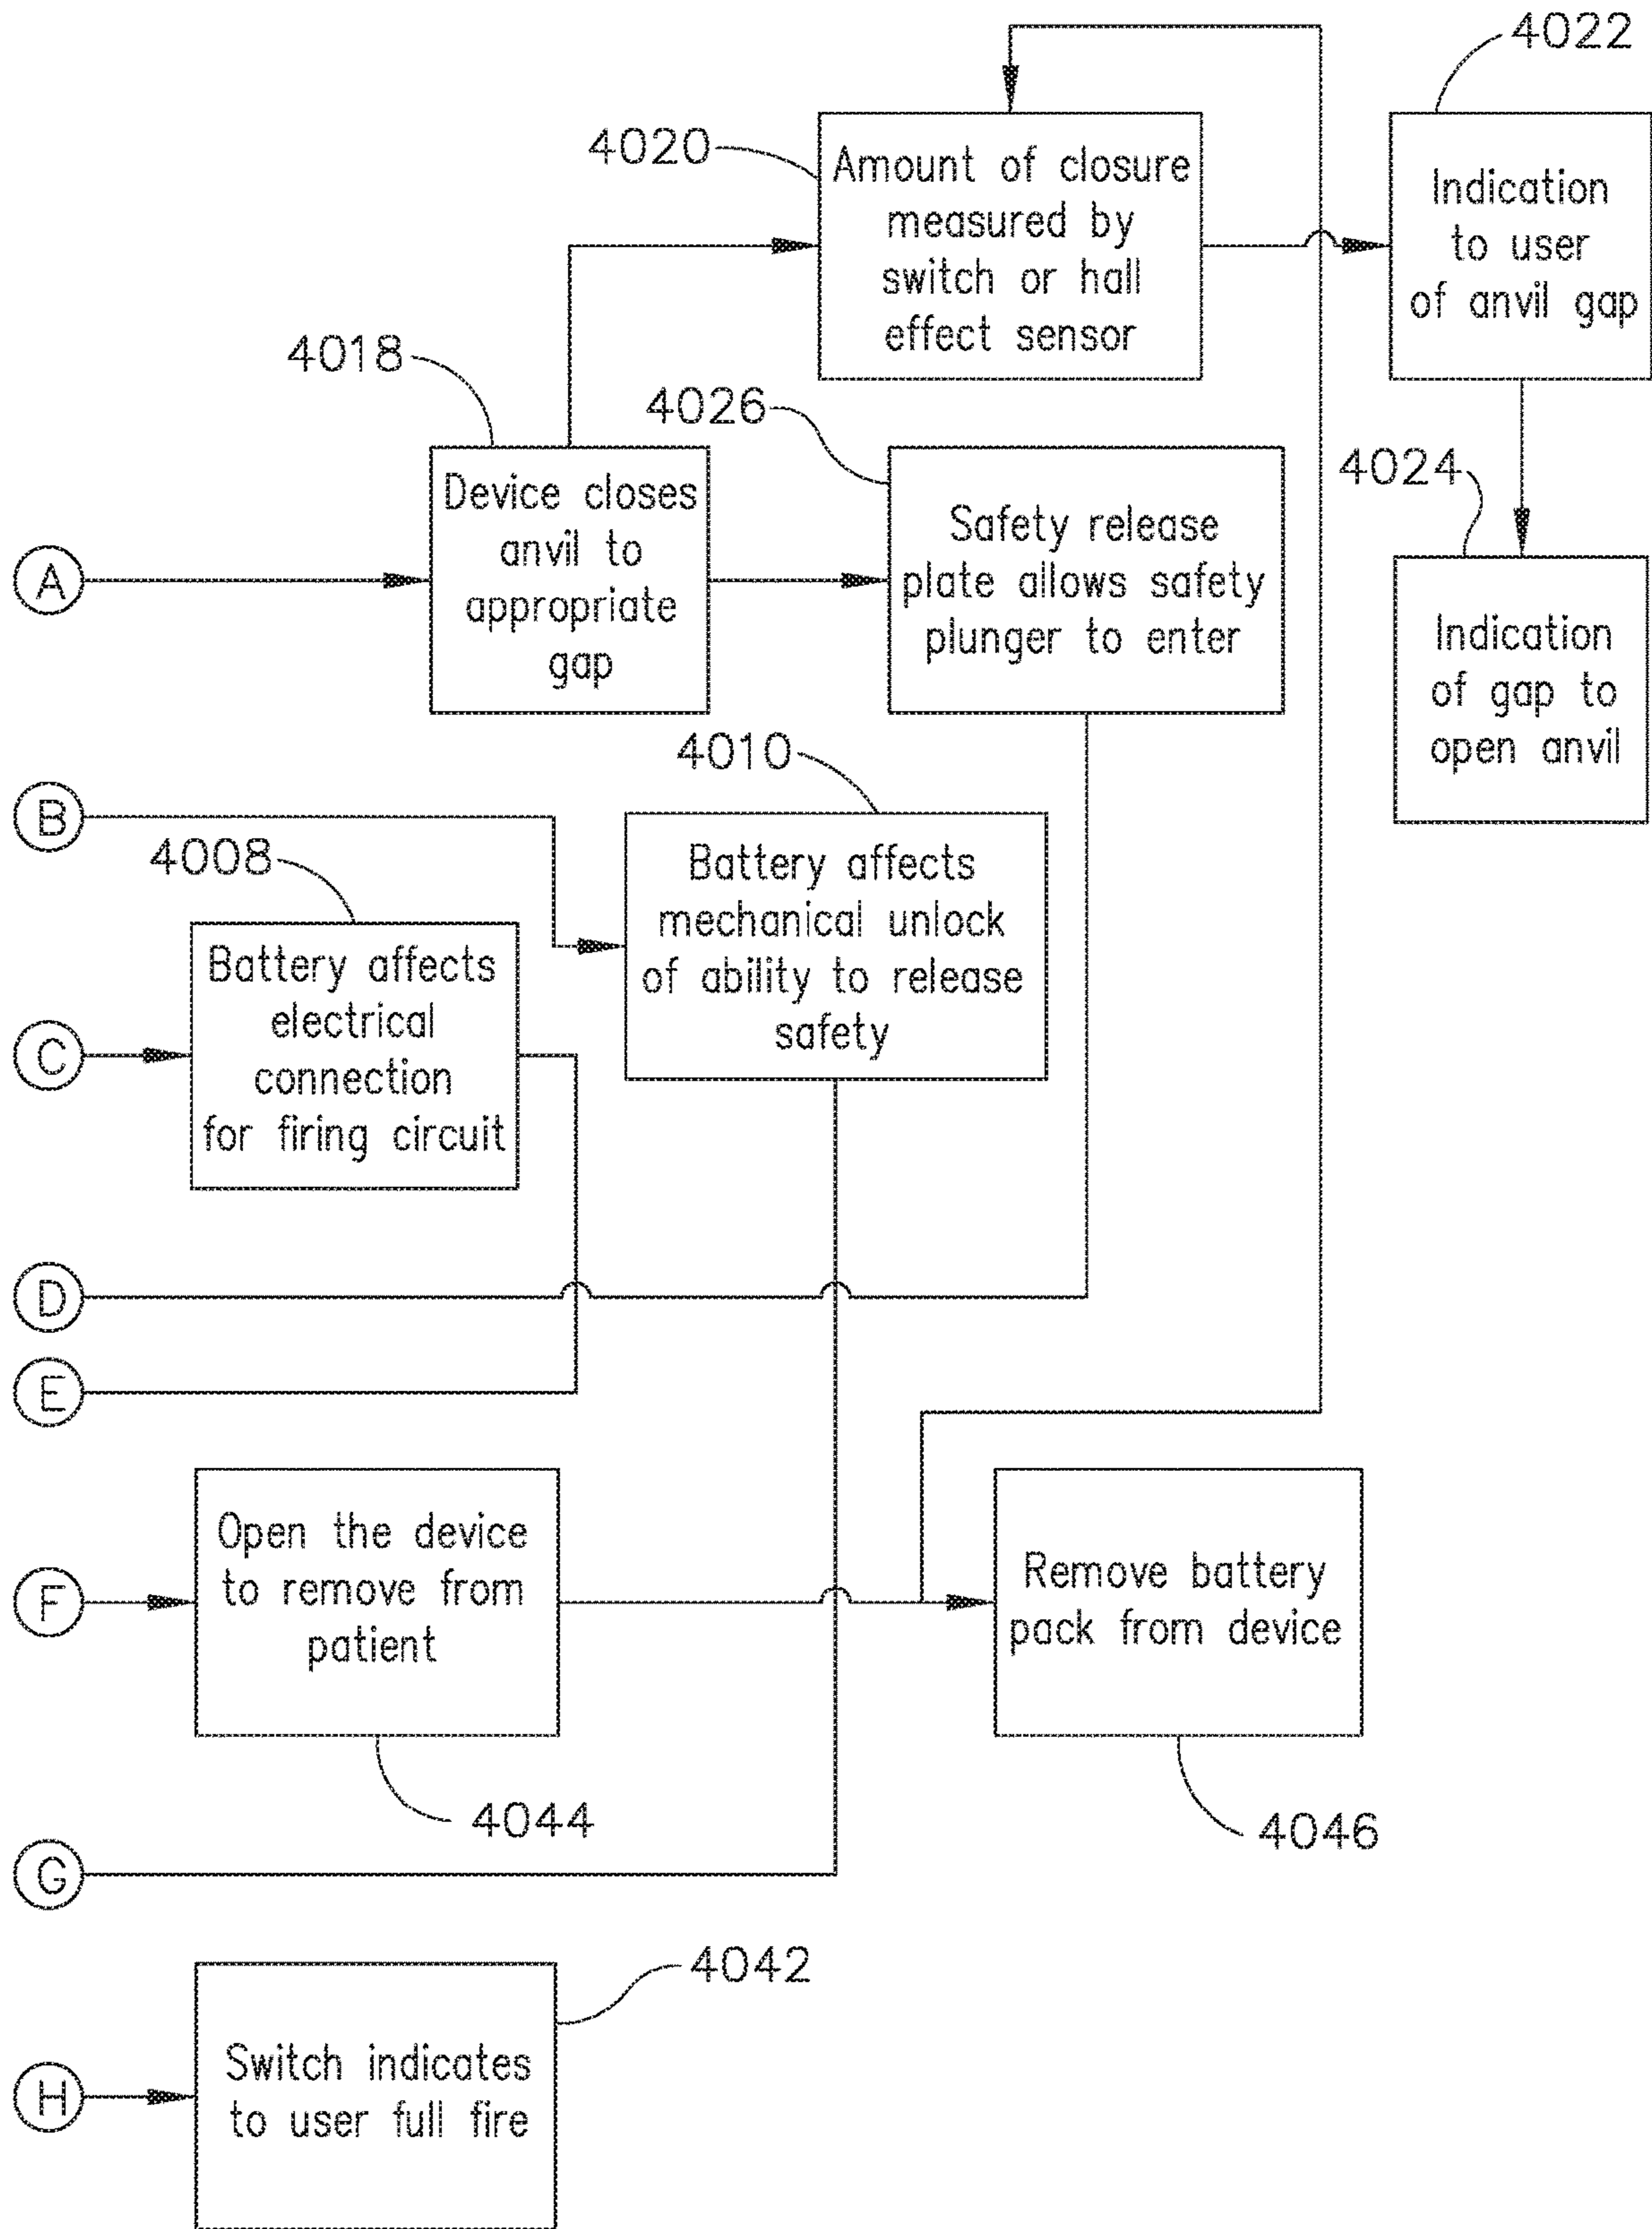 4022
4020
Amount of closure
measured by
switch or hall
effect sensor
Indication
to user
of anvil gap
4018
4026
4024
A
Device closes
anvil to
appropriate
gap
Safety release
plate allows safety
plunger to enter
Indication
of gap to
open anvil
4010
B
4008
Battery affects
mechanical unlock
of ability to release
safety
C
Battery affects
electrical
connection
for firing circuit
D
E
F
Open the device
to remove from
patient
Remove battery
pack from device
4044
4046
G
4042
H
Switch indicates
to user full fire